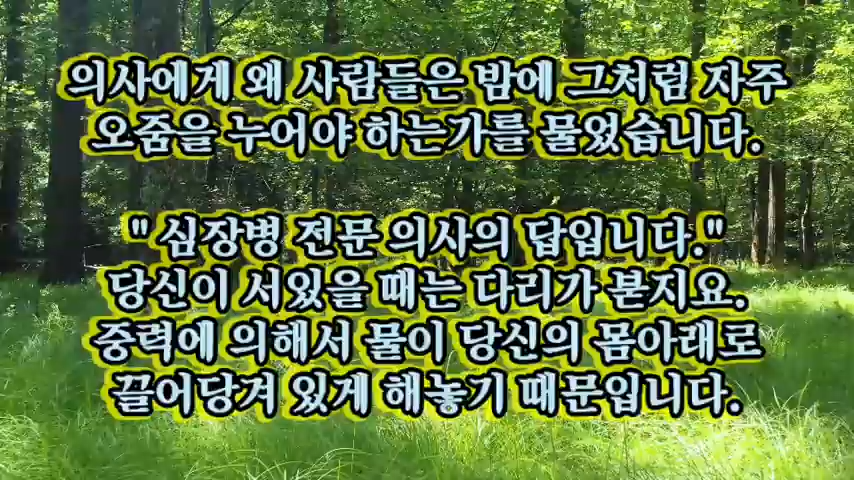 의사에게 왜 사람들은 밤에 그처럼 자주
오줌을 누어야 하는가를 물었습니다.
" 심장병 전문 의사의 답입니다."
당신이 서있을 때는 다리가 붇지요.
중력에 의해서 물이 당신의 몸아래로
끌어당겨 있게 해놓기 때문입니다.